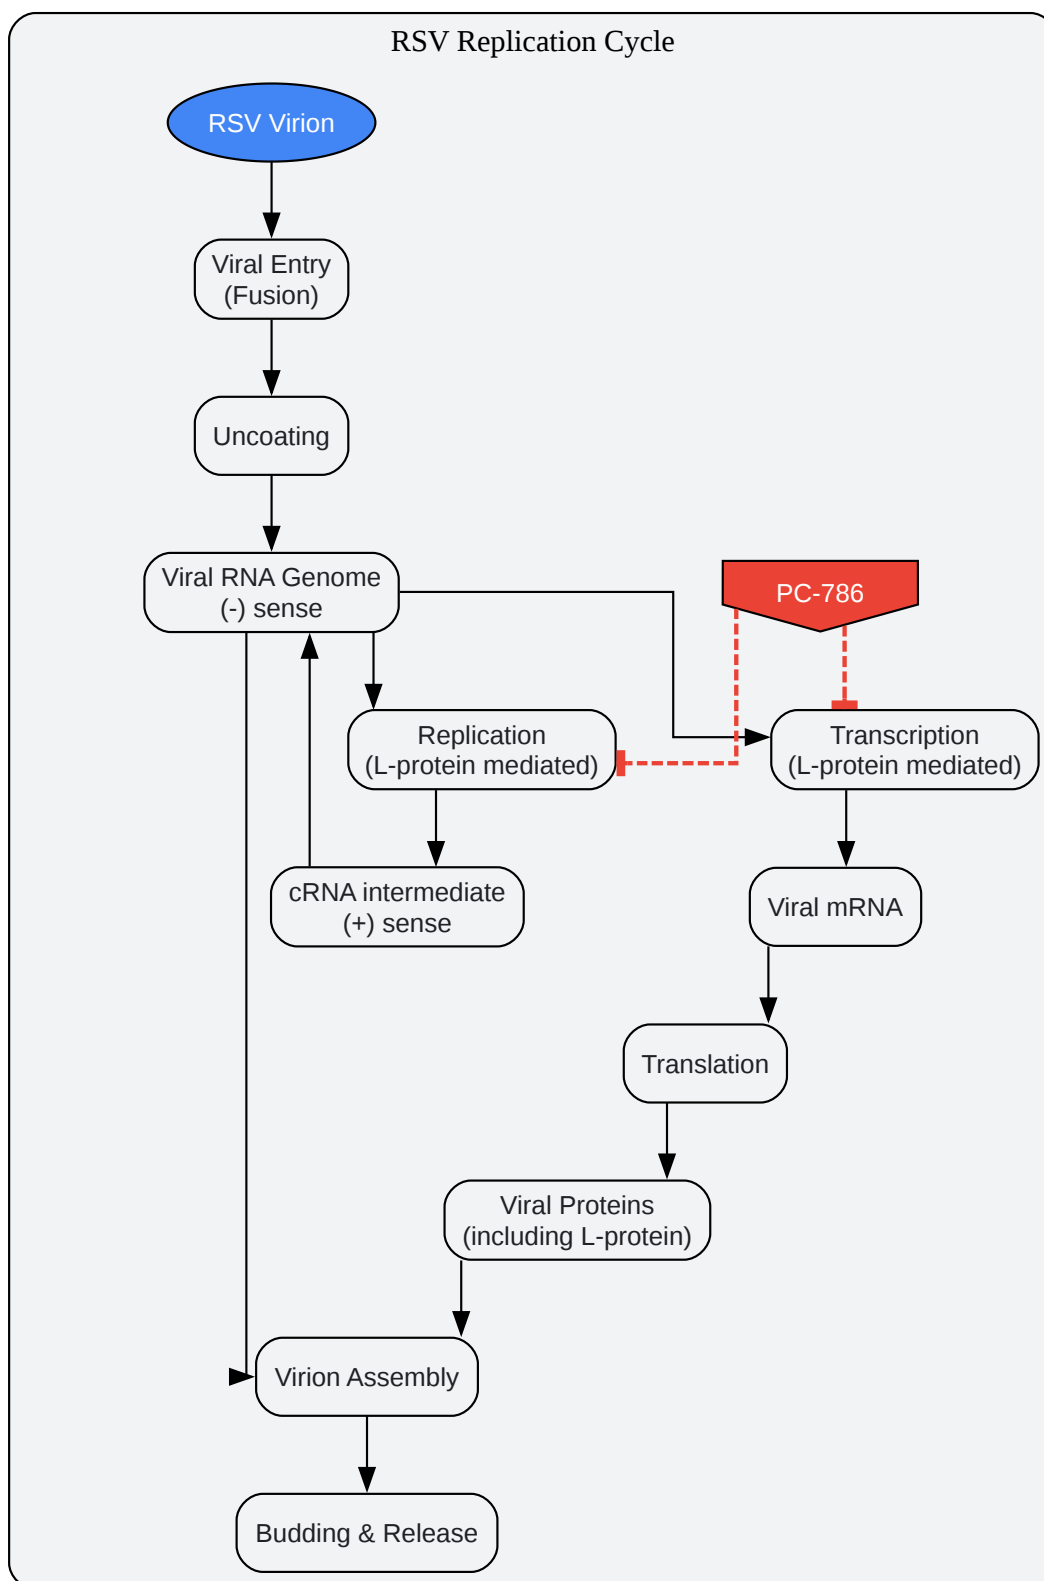 RSV Replication Cycle
RSV Virion
Viral Entry
(Fusion)
Uncoating
Viral RNA Genome
(-) sense
PC-786
Replication
(L-protein mediated)
Transcription
(L-protein mediated)
cRNA intermediate
(+) sense
Viral mRNA
Translation
Viral Proteins
(including L-protein)
Virion Assembly
Budding & Release